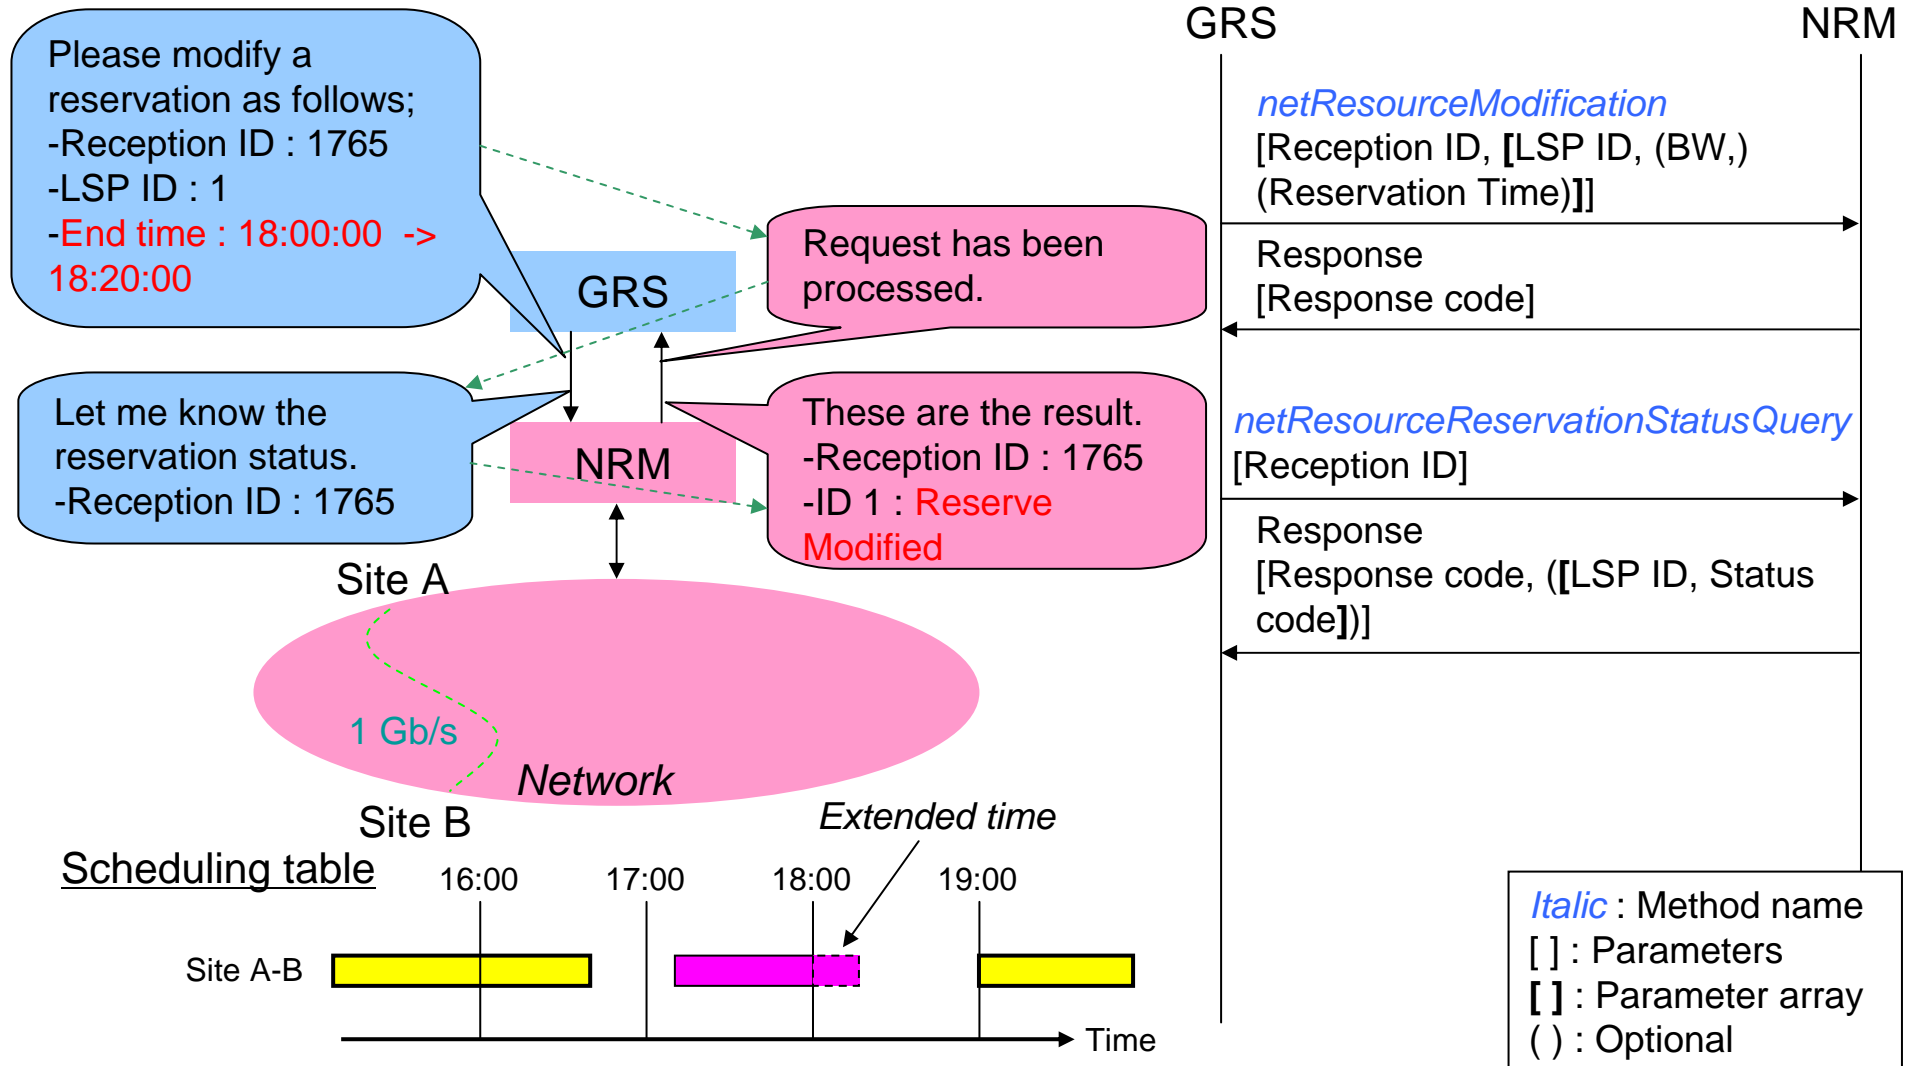 Please modify a
reservation as follows;
-Reception ID : 1765
-LSP ID : 1
-End time : 18:00:00 ->
18:20:00
GRS
Request has been
processed.
Let me know the
reservation status.
-Reception ID : 1765
NRM
These are the result.
-Reception ID : 1765
-ID 1 : Reserve
Modified
Site A
1 Gb/s
Network
Site B
Extended time
Scheduling table
16:00
17:00
18:00
19:00
Site A-B
Time
GRS
NRM
netResourceModification
[Reception ID, [LSP ID, (BW,)
(Reservation Time)]]
Response
[Response code]
netResourceReservationStatusQuery
[Reception ID]
Response
[Response code, ([LSP ID, Status
code])]
Italic : Method name
[ ] : Parameters
[ ] : Parameter array
( ) : Optional